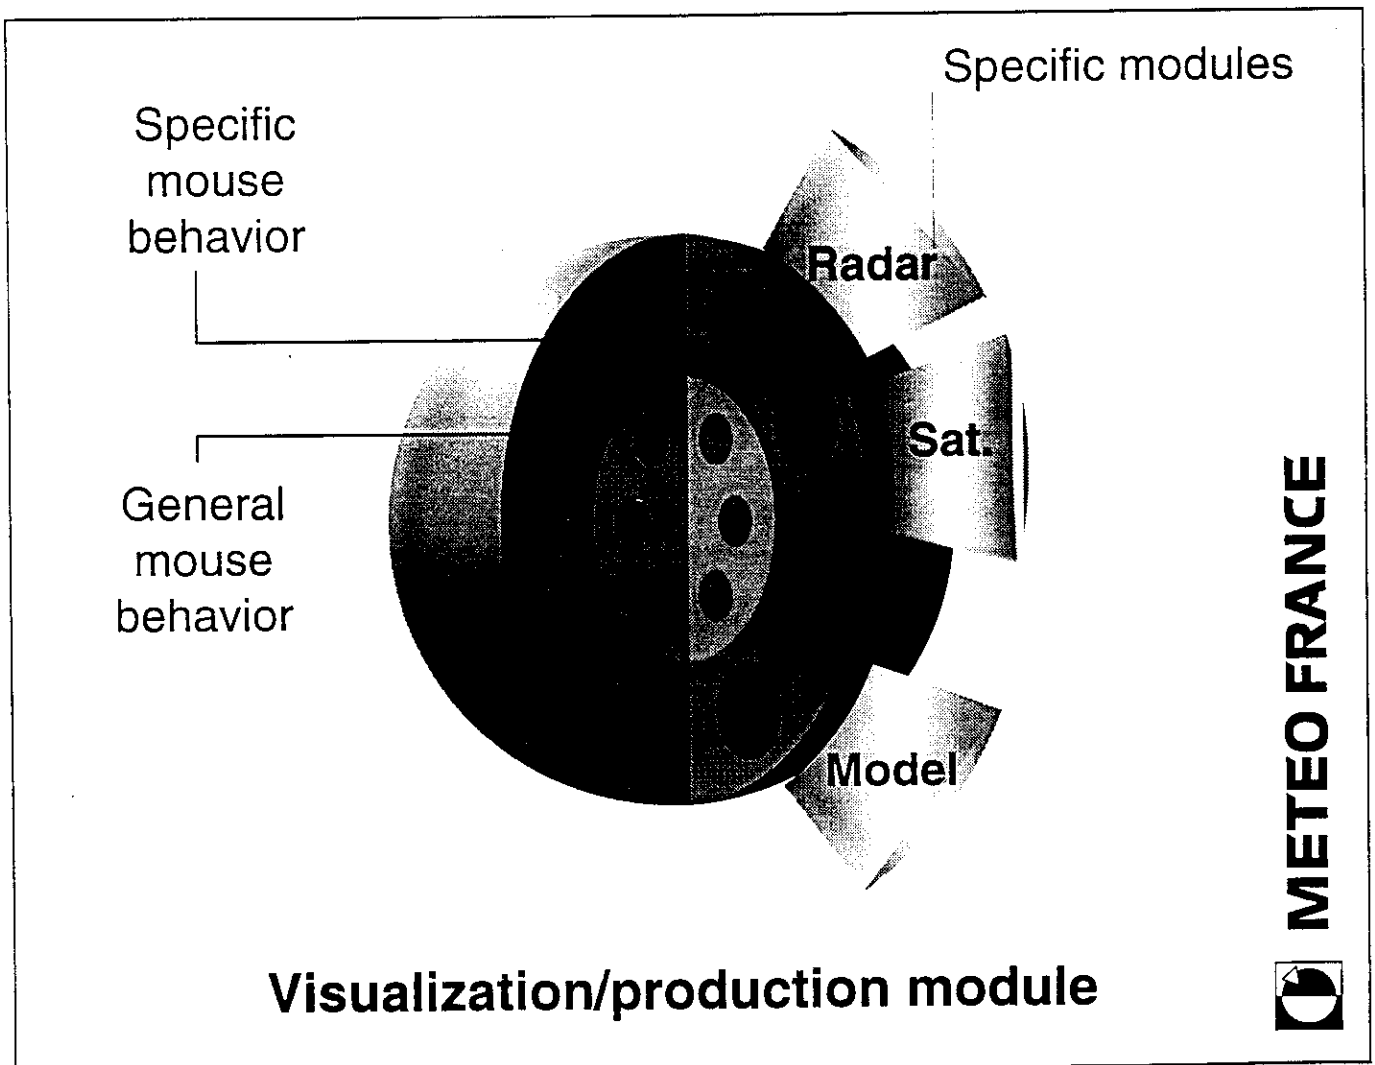 Specific modules
Specific
mouse
behavior
Radar
Sat.
General
mouse
behavior
Model
Visualization/production module
METEO FRANCE